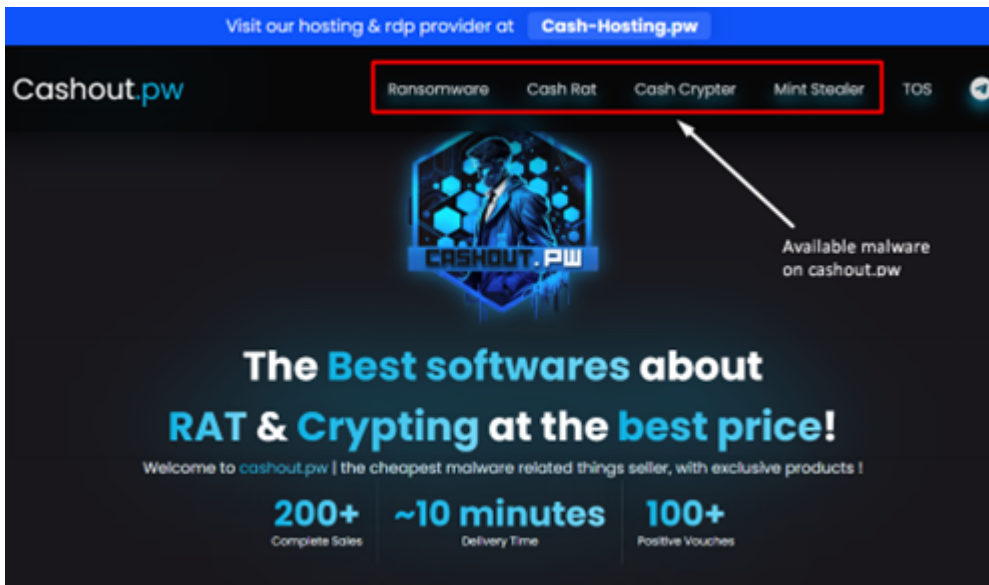 Visit our hosting & rdp provider at Cash-Hosting.pw
Cashout.pw Ransomware Cash Rat Cash Crypter Mint Stealer TOS
CASHOUT.PW
Available malware
on cashout.pw
The Best softwares about
RAT & Crypting at the best price!
Welcome to cashout.pw | the cheapest malware related things seller, with exclusive products !
200+ ~10 minutes 100+
Complete Sales Delivery Time Positive Vouches